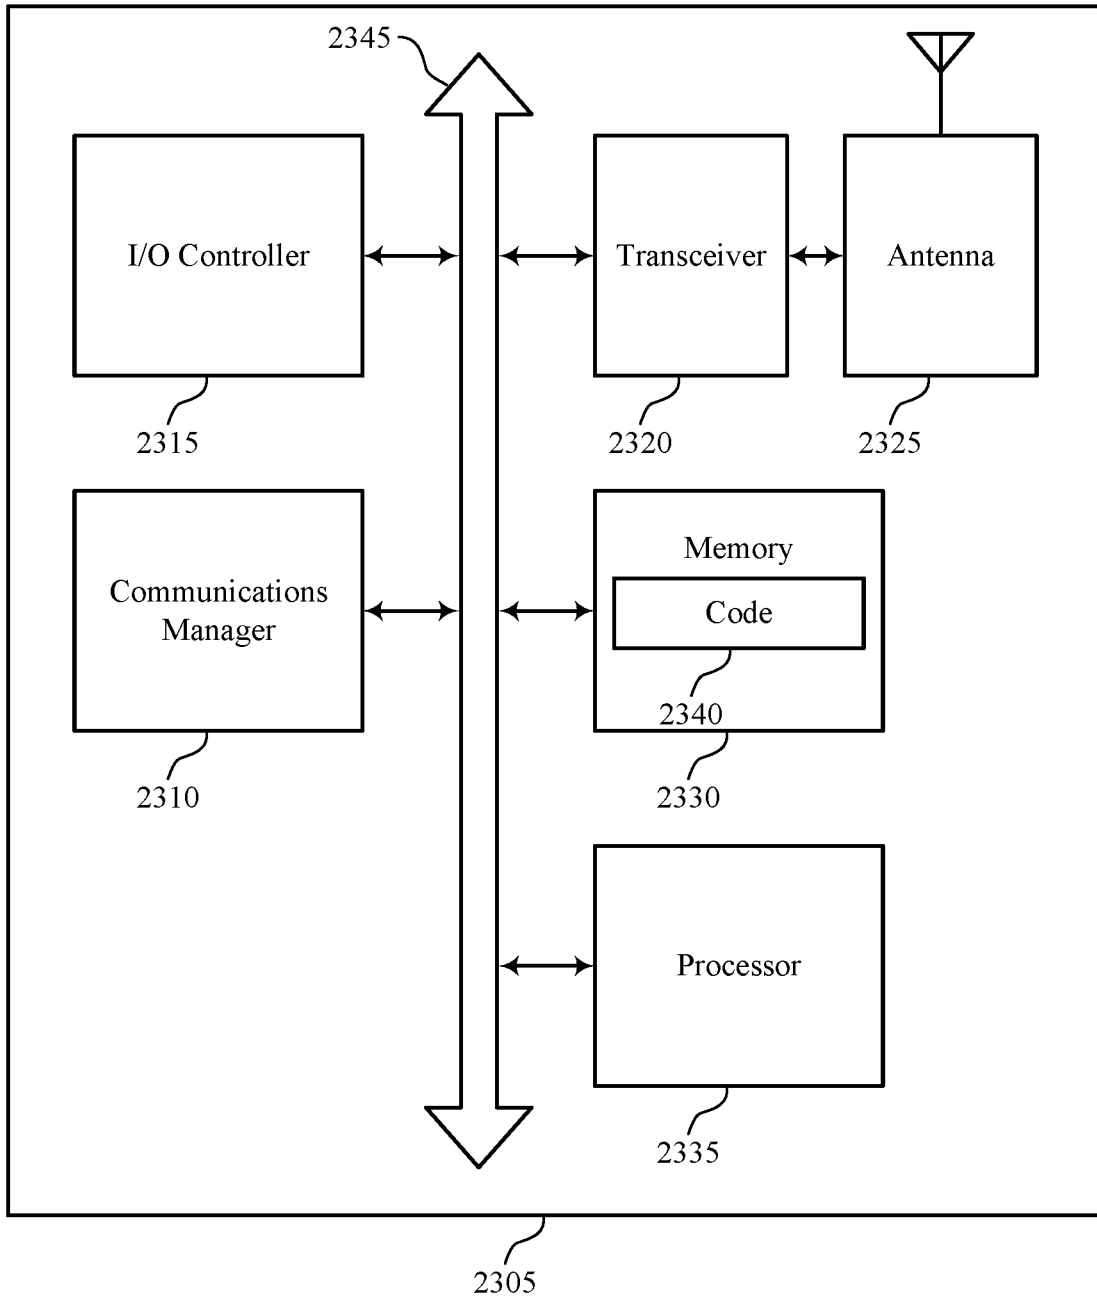 2345
I/O Controller
Transceiver
Antenna
2315
2320
2325
Communications
Manager
Memory
Code
2340
2310
2330
Processor
2335
2305